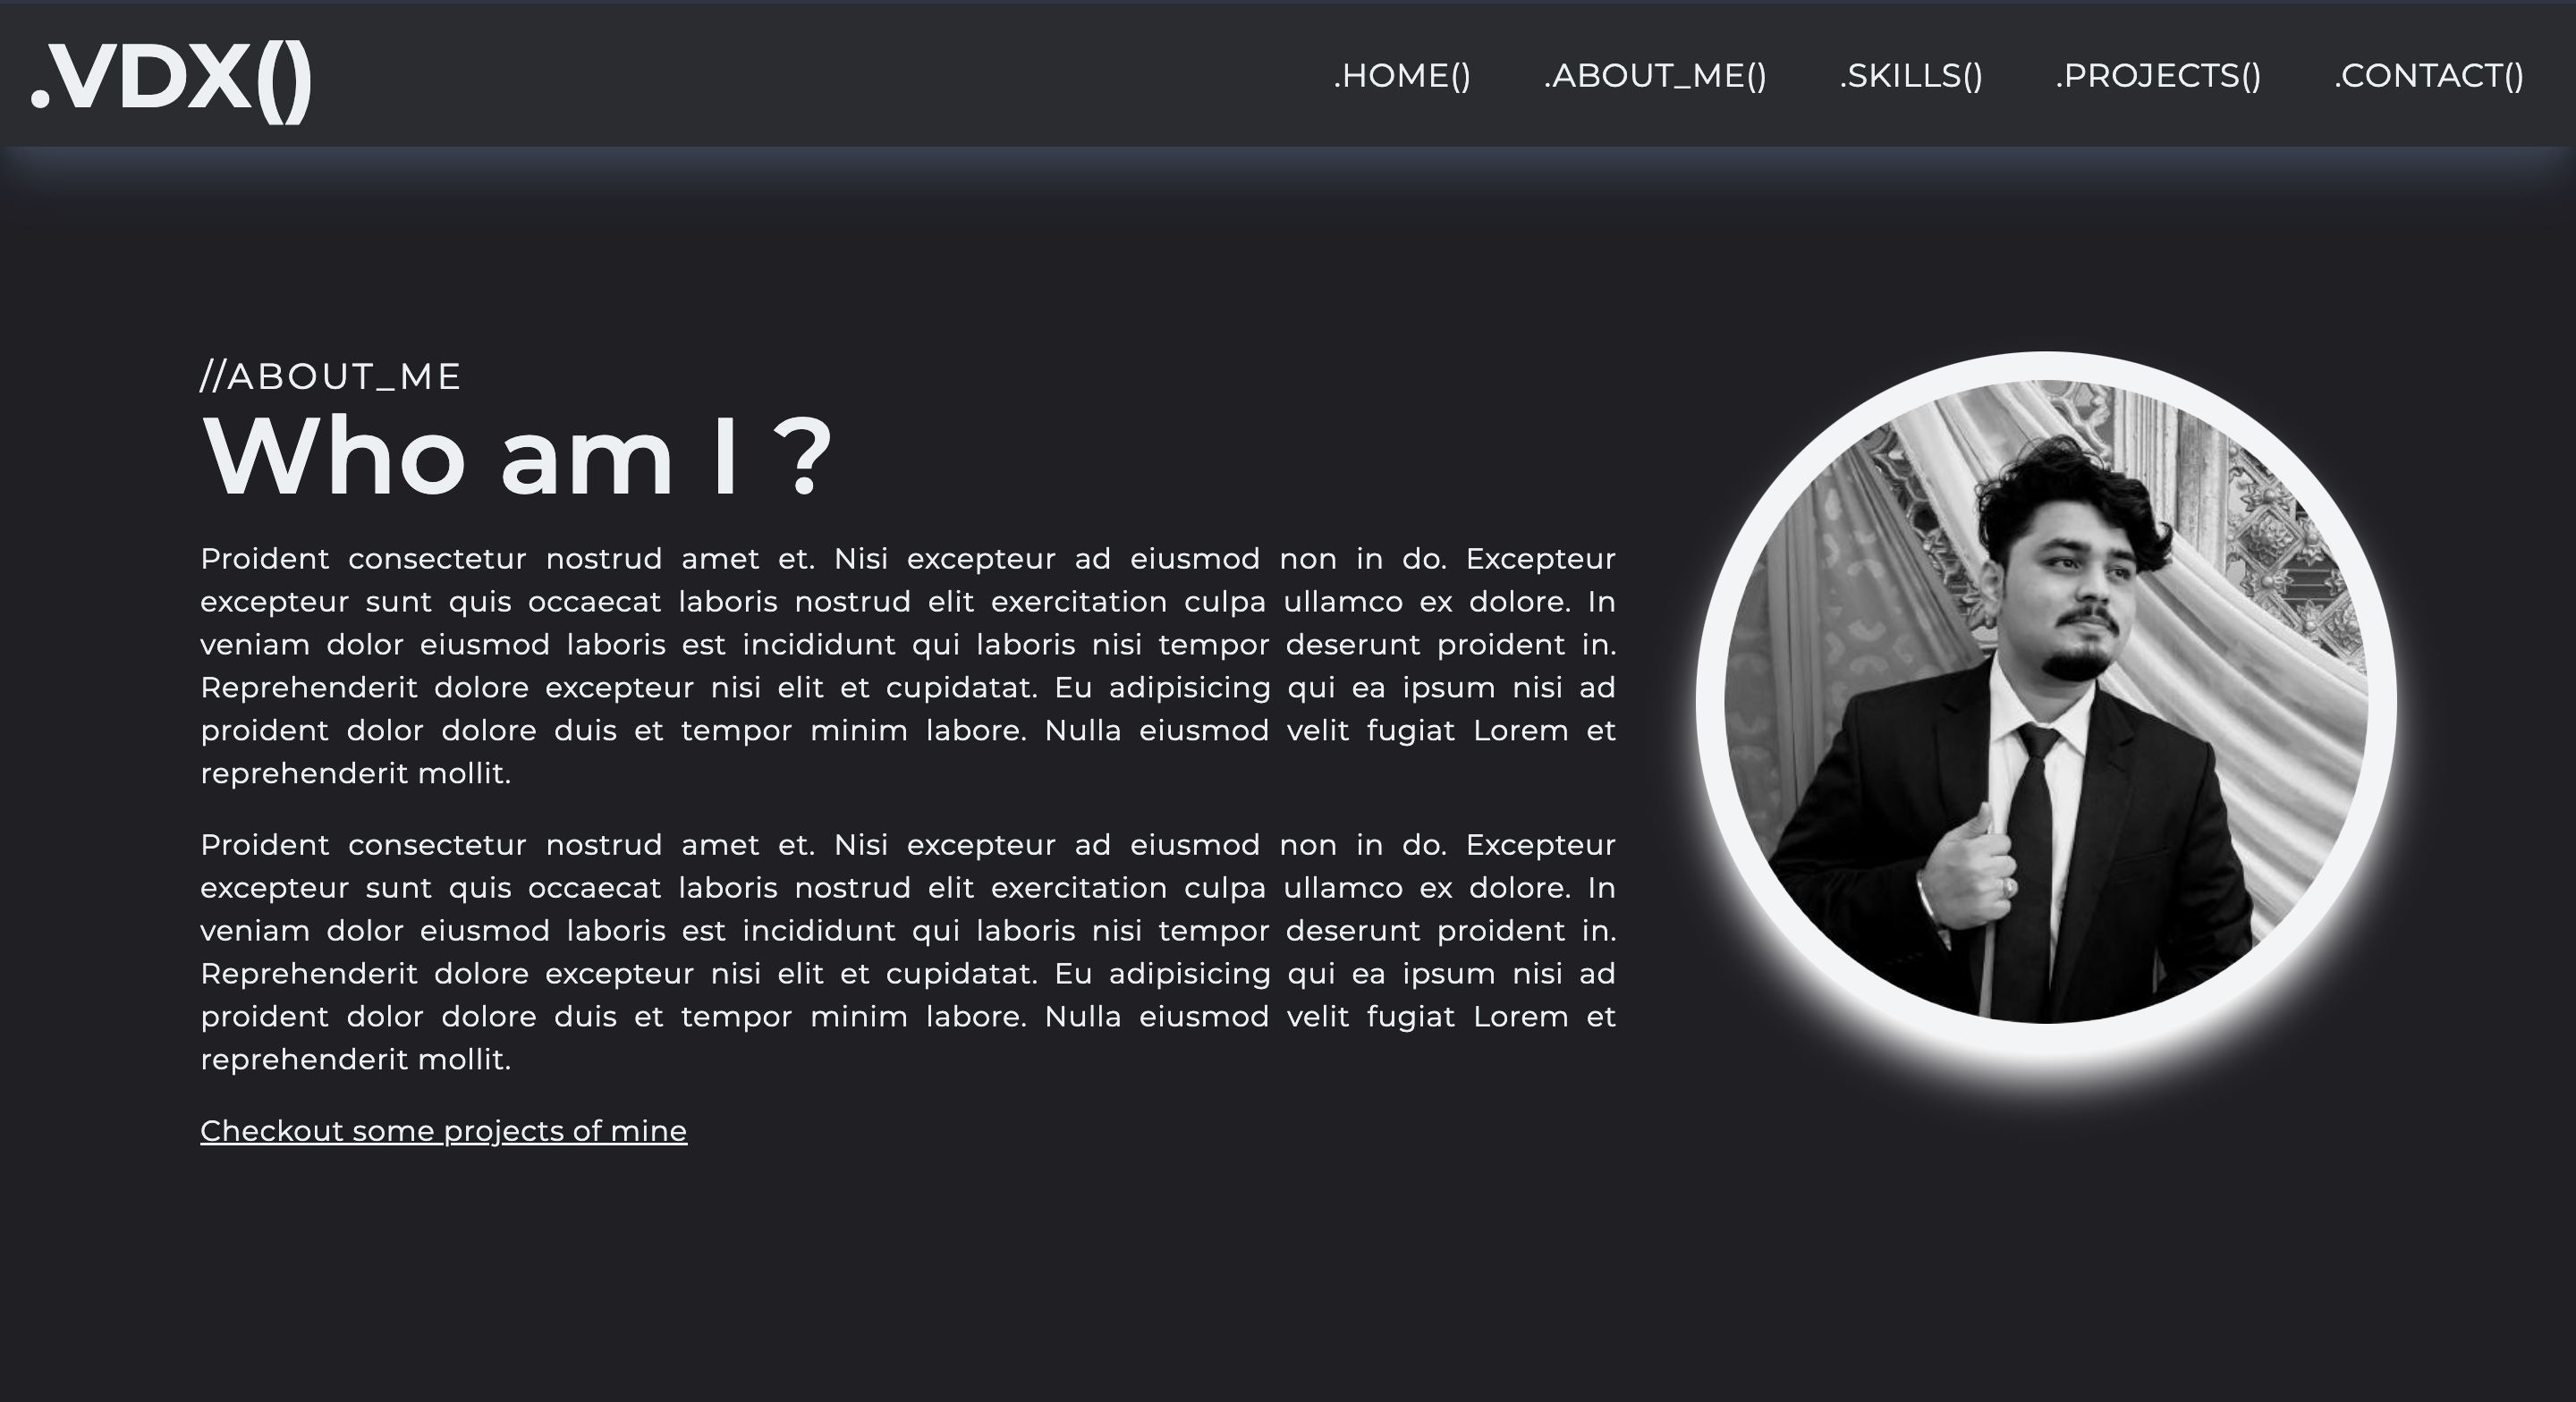 .VDX()
.HOME() .ABOUT_ME() .SKILLS() .PROJECTS() .CONTACT()
//ABOUT_ME
Who am I ?
Proident consectetur nostrud amet et. Nisi excepteur ad eiusmod non in do. Excepteur
excepteur sunt quis occaecat laboris nostrud elit exercitation culpa ullamco ex dolore. In
veniam dolor eiusmod laboris est incididunt qui laboris nisi tempor deserunt proident in.
Reprehenderit dolore excepteur nisi elit et cupidatat. Eu adipisicing qui ea ipsum nisi ad
proident dolor dolore duis et tempor minim labore. Nulla eiusmod velit fugiat Lorem et
reprehenderit mollit.
Proident consectetur nostrud amet et. Nisi excepteur ad eiusmod non in do. Excepteur
excepteur sunt quis occaecat laboris nostrud elit exercitation culpa ullamco ex dolore. In
veniam dolor eiusmod laboris est incididunt qui laboris nisi tempor deserunt proident in.
Reprehenderit dolore excepteur nisi elit et cupidatat. Eu adipisicing qui ea ipsum nisi ad
proident dolor dolore duis et tempor minim labore. Nulla eiusmod velit fugiat Lorem et
reprehenderit mollit.
Checkout some projects of mine